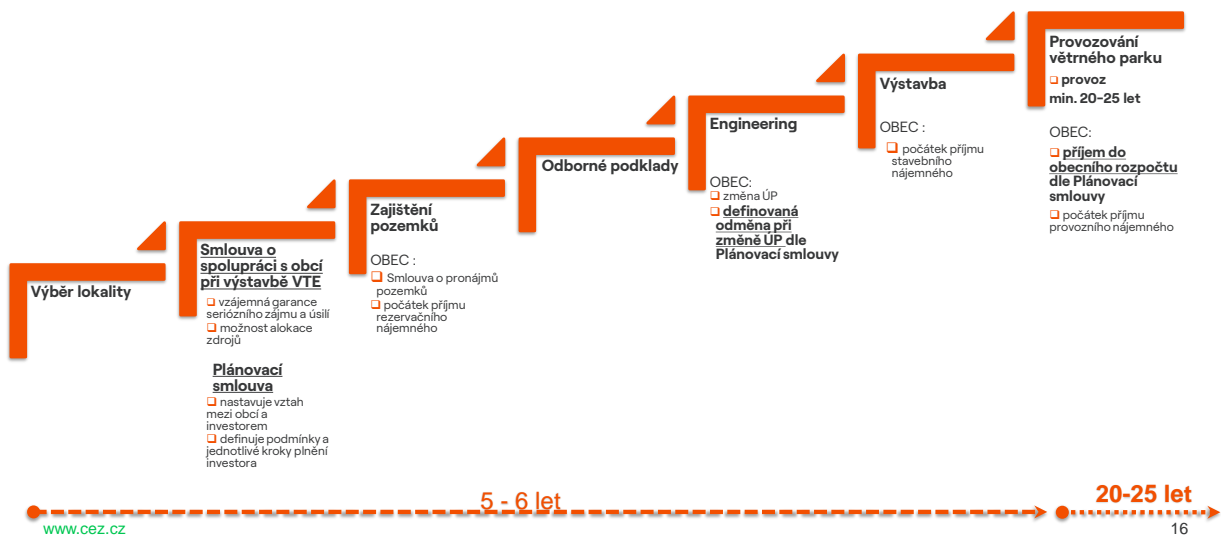 Výběr lokality
Smlouva o
spolupráci s obcí
při výstavbě VTE
❑ vzájemná garance
seriózního zájmu a úsilí
❑ možnost alokace
zdrojů
Plánovací
smlouva
❑ nastavuje vztah
mezi obcí a
investorem
❑ definuje podmínky a
jednotlivé kroky plnění
investora
Zajištění
pozemků
OBEC :
❑ Smlouva o pronájmů
pozemků
❑ počátek příjmu
rezervačního
nájemného
Odborné podklady
Engineering
OBEC:
❑ změna ÚP
❑ definovaná
odměna při
změně ÚP dle
Plánovací smlouvy
Výstavba
OBEC :
❑ počátek příjmu
stavebního
nájemného
Provozování
větrného parku
❑ provoz
min. 20-25 let
OBEC:
❑ příjem do
obecního rozpočtu
dle Plánovací
smlouvy
❑ počátek příjmu
provozního nájemného
5 - 6 let
20-25 let
www.cez.cz
16